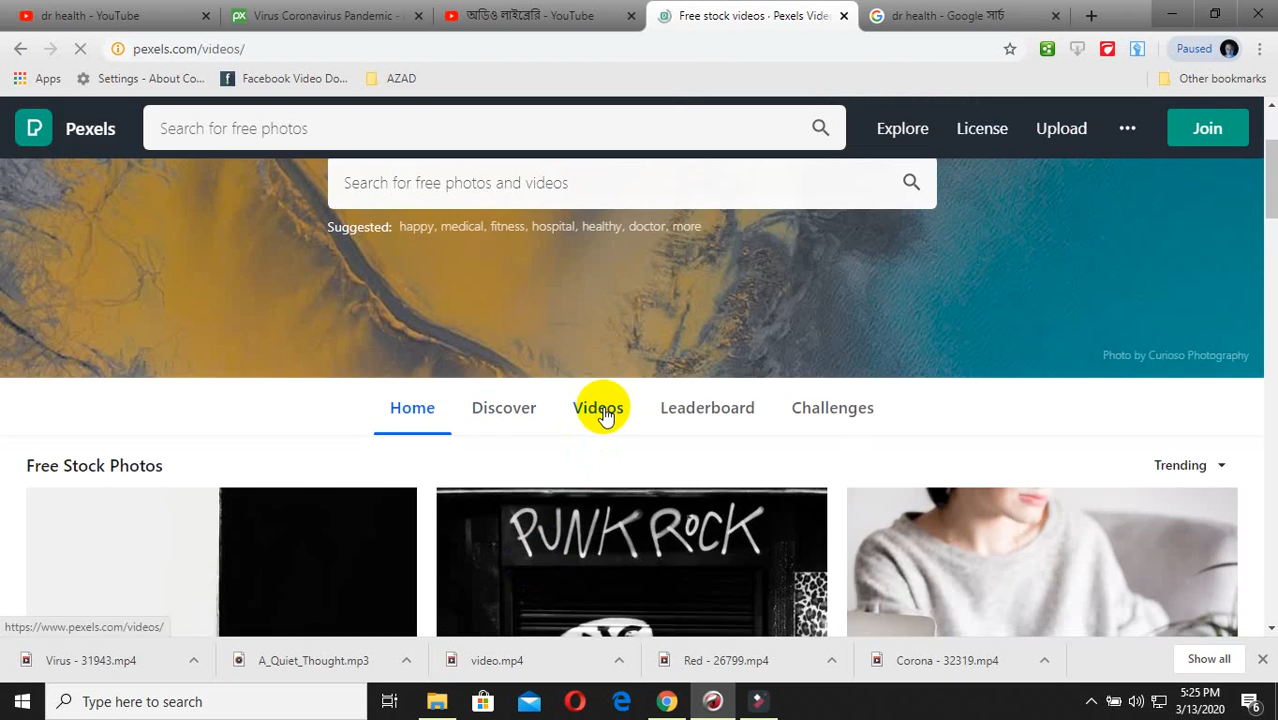 dr health - YouTube
Virus Coronavirus Pandemic -
অডিও লাইব্রেরি - YouTube
Free stock videos · Pexels Vide
dr health - Google সার্চ
pexels.com/videos/
Paused
Apps
Settings - About Co...
Facebook Video Do...
AZAD
Other bookmarks
Pexels
Search for free photos
Explore
License
Upload
Join
Search for free photos and videos
Suggested: happy, medical, fitness, hospital, healthy, doctor, more
Photo by Curioso Photography
Home
Discover
Videos
Leaderboard
Challenges
Free Stock Photos
Trending
PUNK ROCK
https://www.pexels.com/videos/
Virus - 31943.mp4
A_Quiet_Thought.mp3
video.mp4
Red - 26799.mp4
Corona - 32319.mp4
Show all
Type here to search
5:25 PM
3/13/2020
6